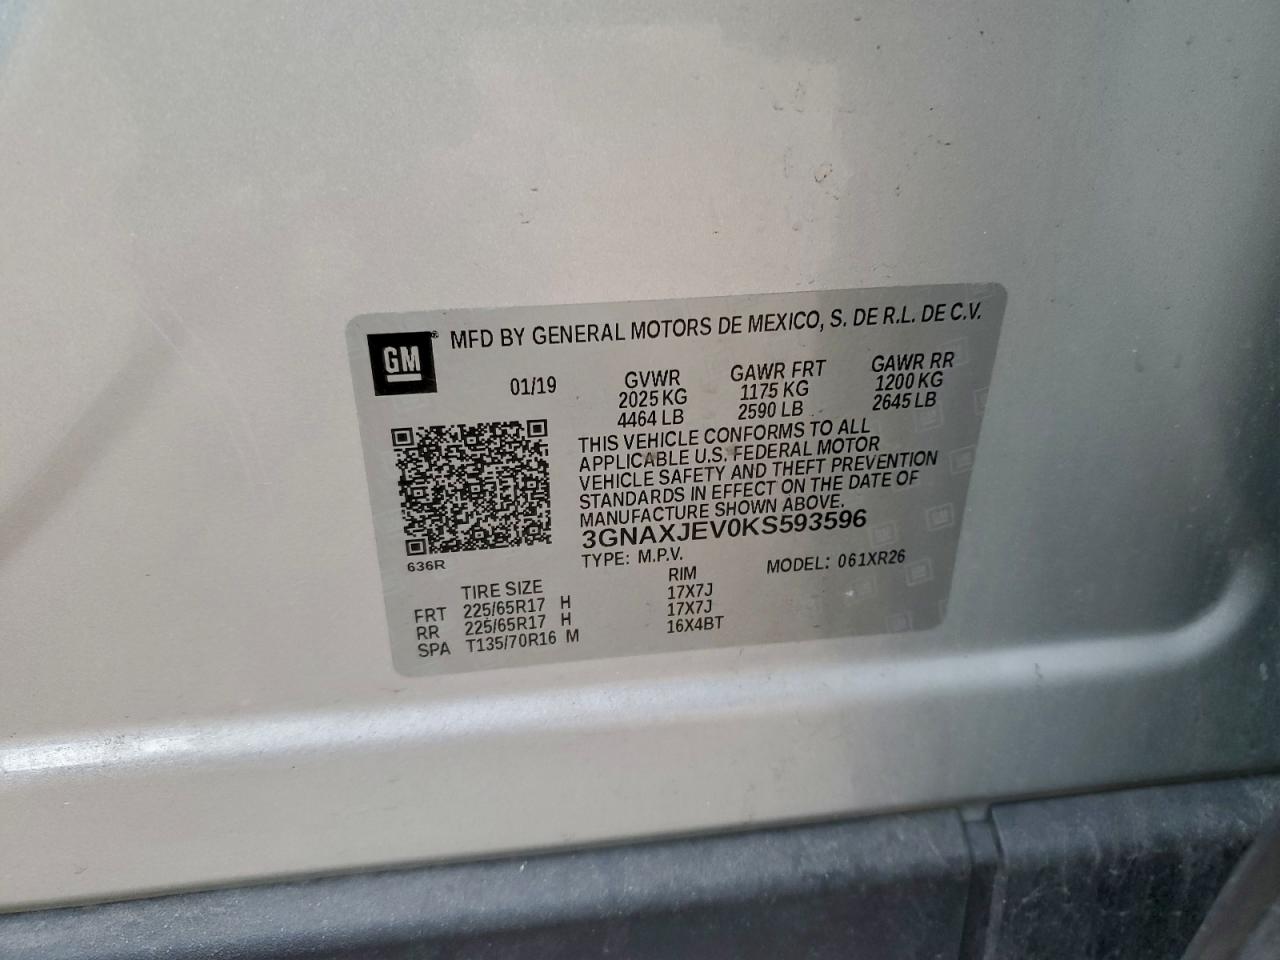 GM ® MFD BY GENERAL MOTORS DE MEXICO, S. DE R.L. DE C.V.
01/19 GVWR GAWR FRT GAWR RR
2025 KG 1175 KG 1200 KG
4464 LB 2590 LB 2645 LB
THIS VEHICLE CONFORMS TO ALL
APPLICABLE U.S. FEDERAL MOTOR
VEHICLE SAFETY AND THEFT PREVENTION
STANDARDS IN EFFECT ON THE DATE OF
MANUFACTURE SHOWN ABOVE.
3GNAXJEV0KS593596
636R
TYPE: M.P.V. MODEL: 061XR26
TIRE SIZE RIM
FRT 225/65R17 H 17X7J
RR 225/65R17 H 17X7J
SPA T135/70R16 M 16X4BT